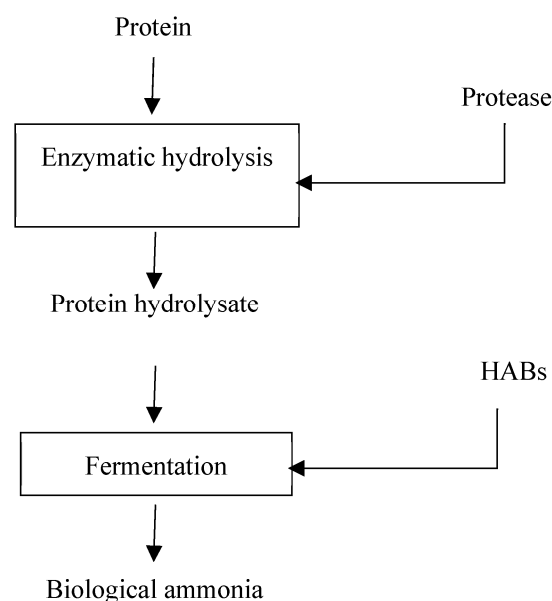 Protein
Protease
Enzymatic hydrolysis
Protein hydrolysate
HABs
Fermentation
Biological ammonia